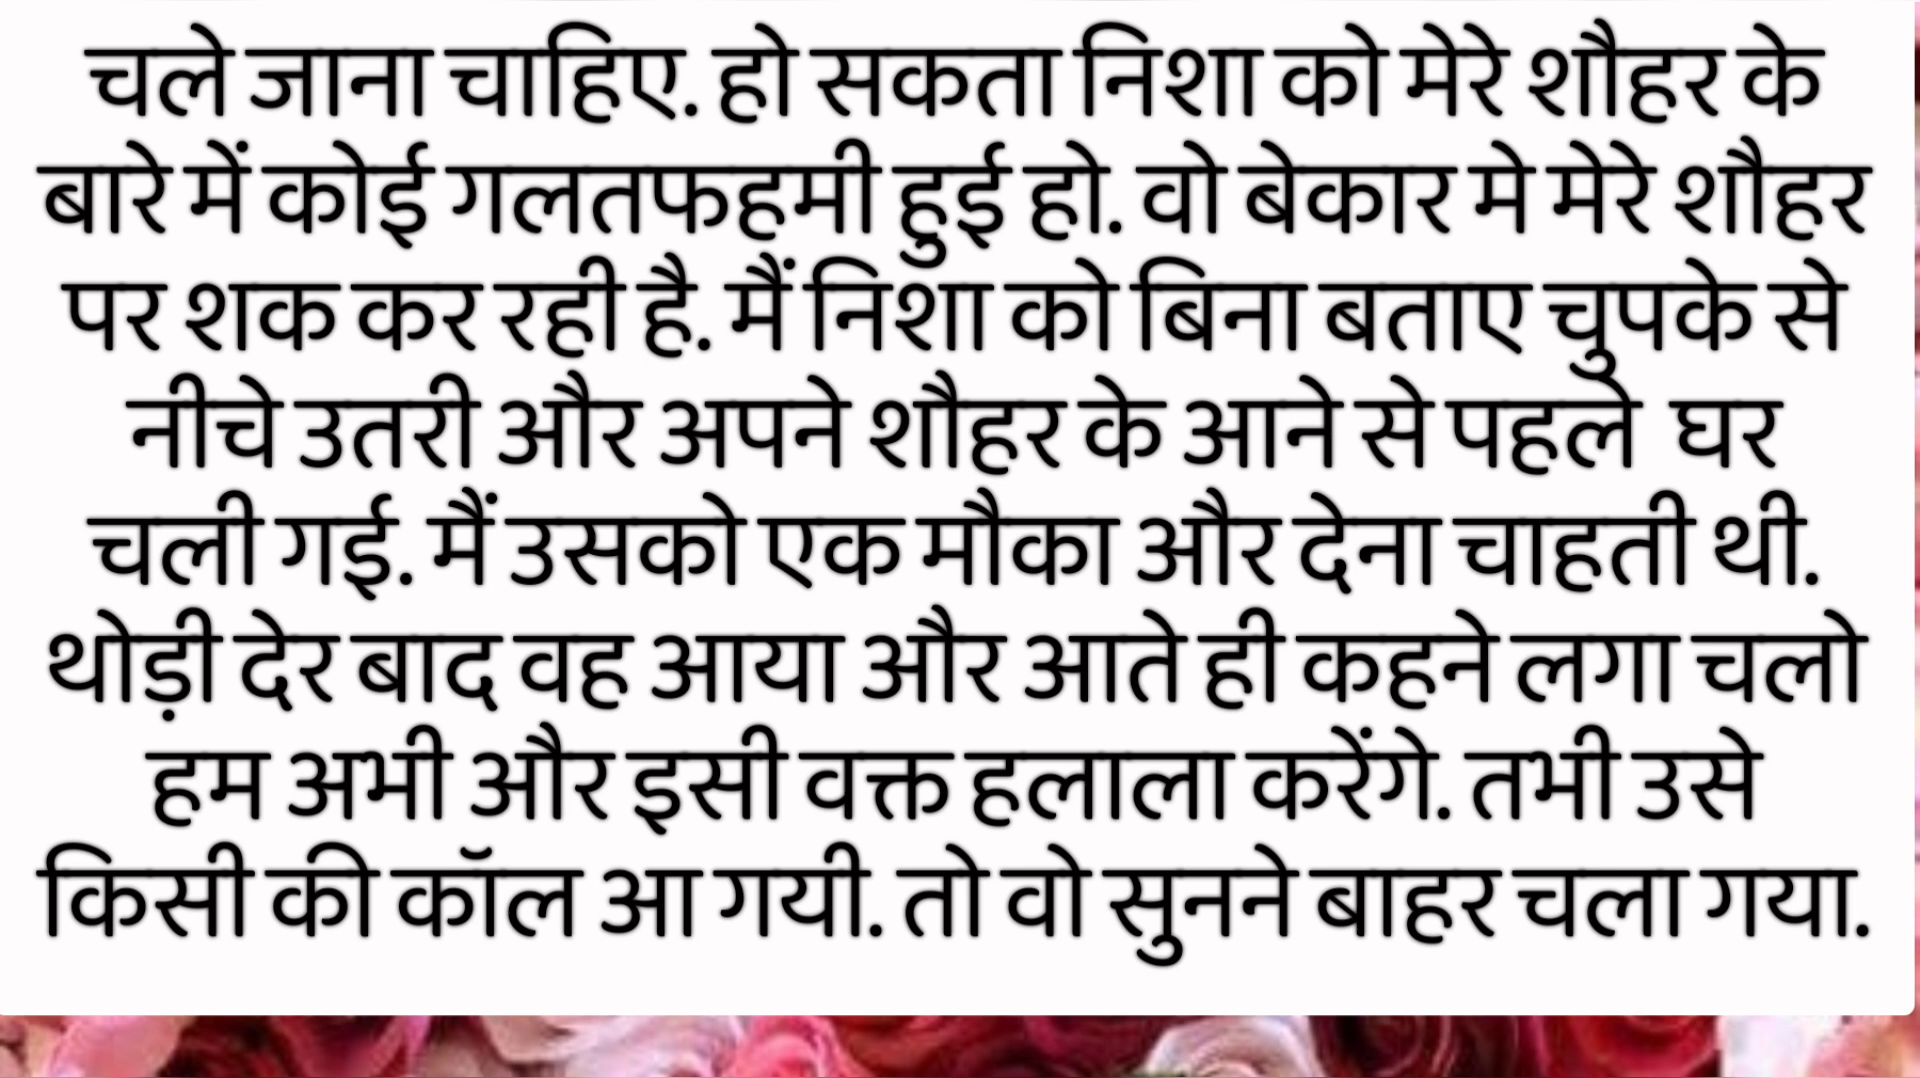 चले जाना चाहिए. हो सकता निशा को मेरे शौहर के
बारे में कोई गलतफहमी हुई हो. वो बेकार मे मेरे शौहर
पर शक कर रही है. मैं निशा को बिना बताए चुपके से
नीचे उतरी और अपने शौहर के आने से पहले घर
चली गई. मैं उसको एक मौका और देना चाहती थी.
थोड़ी देर बाद वह आया और आते ही कहने लगा चलो
हम अभी और इसी वक्त हलाला करेंगे. तभी उसे
किसी की कॉल आ गयी. तो वो सुनने बाहर चला गया.